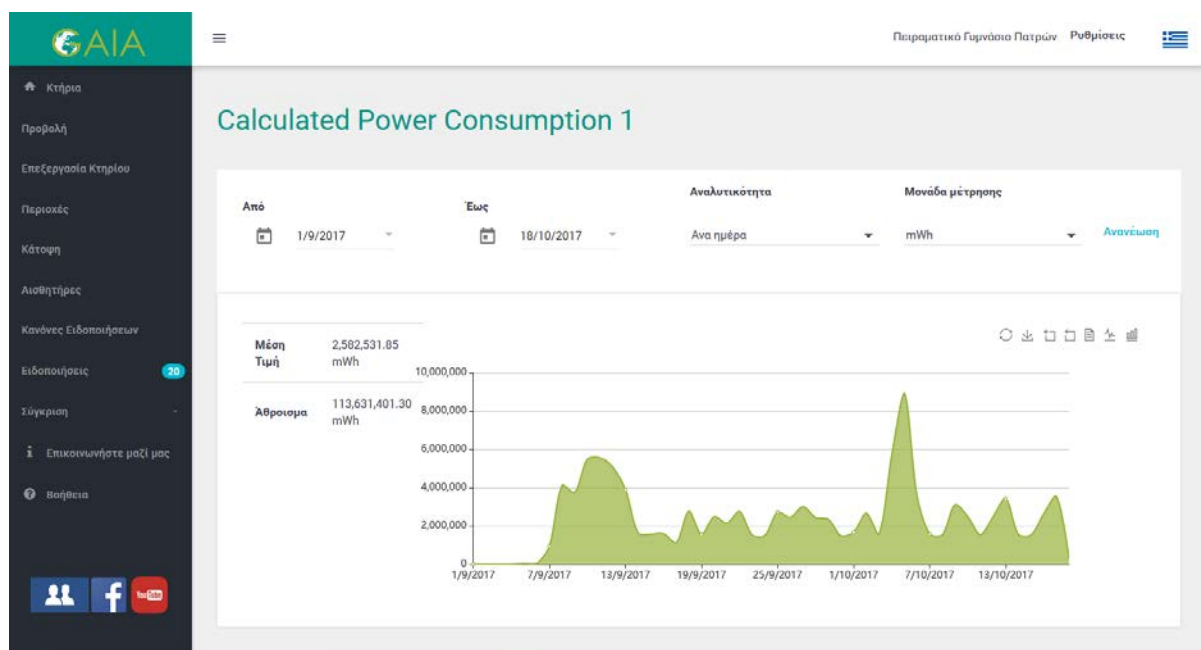 GAIA
Πειραματικό Γυμνάσιο Πατρών Ρυθμίσεις
Κτήρια
Προβολή
Επεξεργασία Κτηρίου
Περιοχές
Κάτοψη
Αισθητήρες
Κανόνες Ειδοποιήσεων
Ειδοποιήσεις 20
Σύγκριση
Επικοινωνήστε μαζί μας
Βοήθεια
YouTube
Calculated Power Consumption 1
Από
1/9/2017
Έως
18/10/2017
Αναλυτικότητα
Ανα ημέρα
Μονάδα μέτρησης
mWh
Ανανέωση
Μέση Τιμή
2,582,531.85 mWh
Άθροισμα
113,631,401.30 mWh
10,000,000
8,000,000
6,000,000
4,000,000
2,000,000
0
1/9/2017 7/9/2017 13/9/2017 19/9/2017 25/9/2017 1/10/2017 7/10/2017 13/10/2017